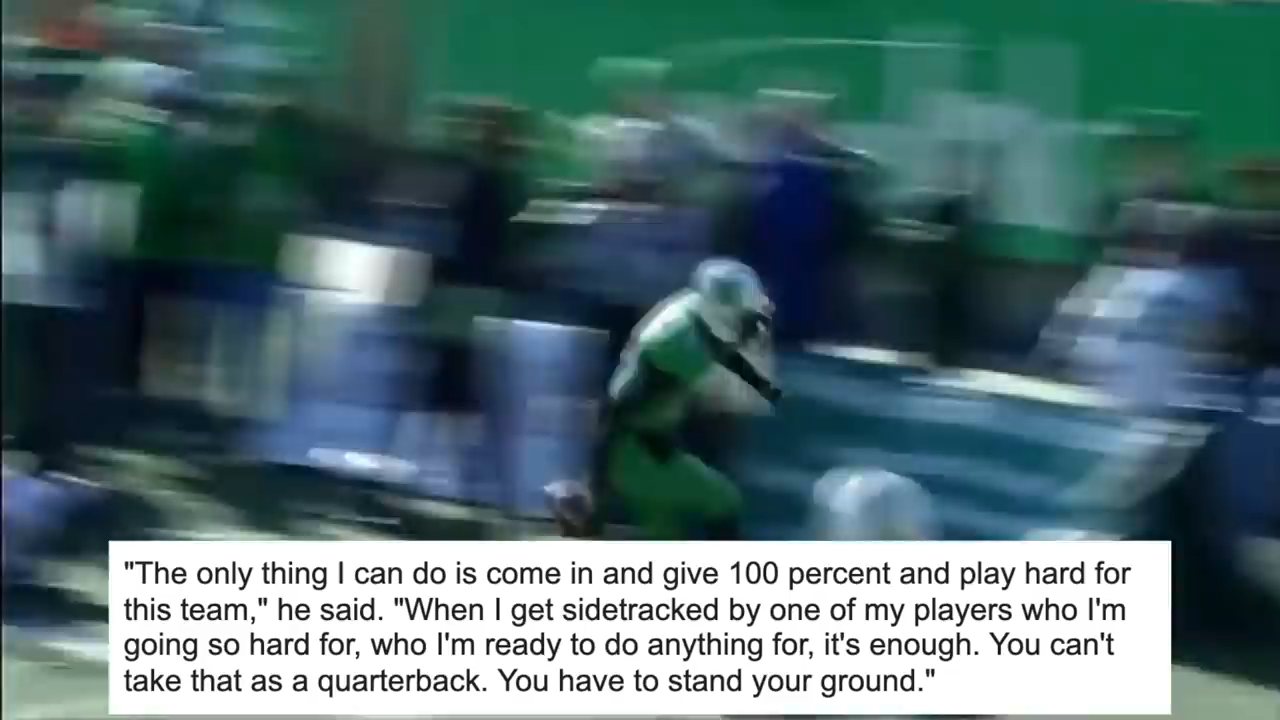 "The only thing I can do is come in and give 100 percent and play hard for
this team," he said. "When I get sidetracked by one of my players who I'm
going so hard for, who I'm ready to do anything for, it's enough. You can't
take that as a quarterback. You have to stand your ground."